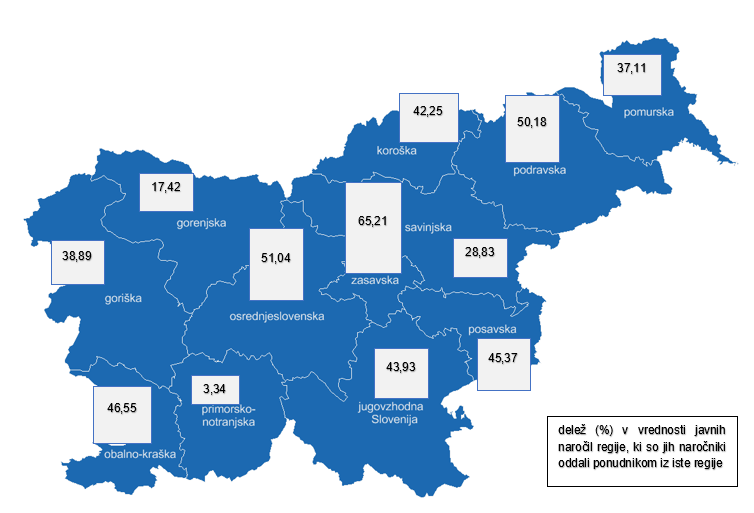 37,11
pomurska
42,25
koroška
50,18
podravska
17,42
gorenjska
65,21
zasavska
savinjska
28,83
38,89
goriška
51,04
osrednjeslovenska
posavska
45,37
43,93
jugovzhodna
Slovenija
3,34
primorsko-
notranjska
46,55
obalno-kraška
delež (%) v vrednosti javnih
naročil regije, ki so jih naročniki
oddali ponudnikom iz iste regije